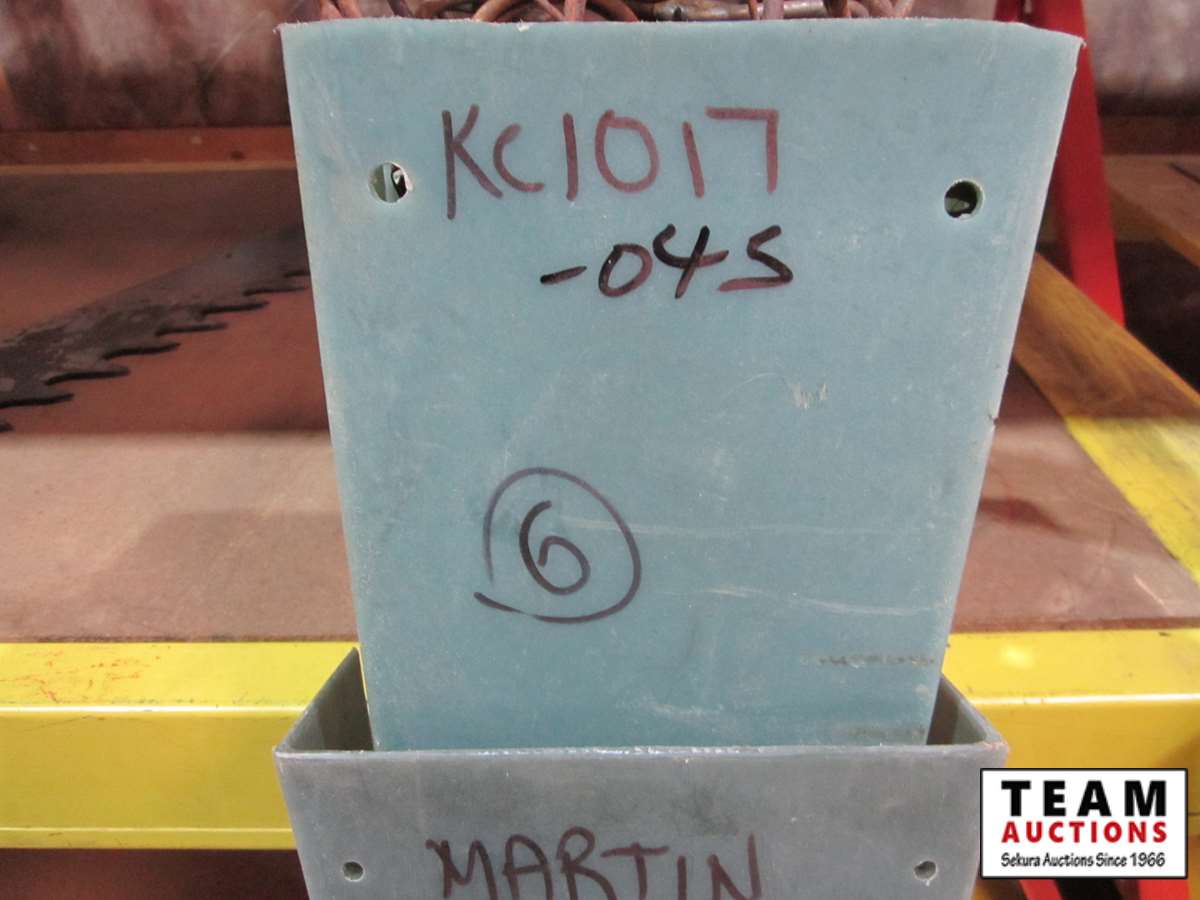 KC1017
-045
6
MARTIN
TEAM
AUCTIONS
Sekura Auctions Since 1966